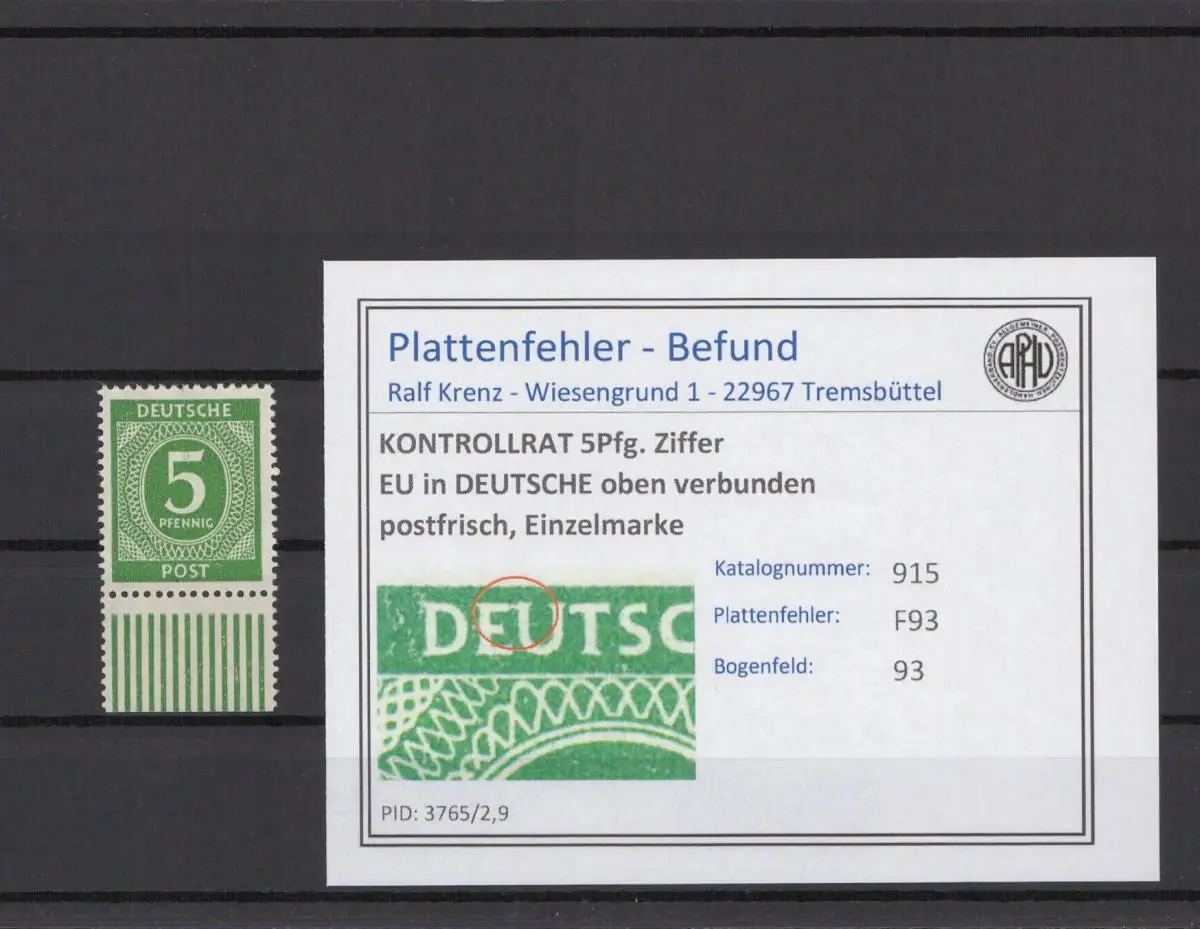 DEUTSCHE
5
PFENNIG
POST
Plattenfehler - Befund
Ralf Krenz - Wiesengrund 1 - 22967 Tremsbüttel
APHV
KONTROLLRAT 5Pfg. Ziffer
EU in DEUTSCHE oben verbunden
postfrisch, Einzelmarke
DEUTSC
Katalognummer: 915
Plattenfehler: F93
Bogenfeld: 93
PID: 3765/2,9